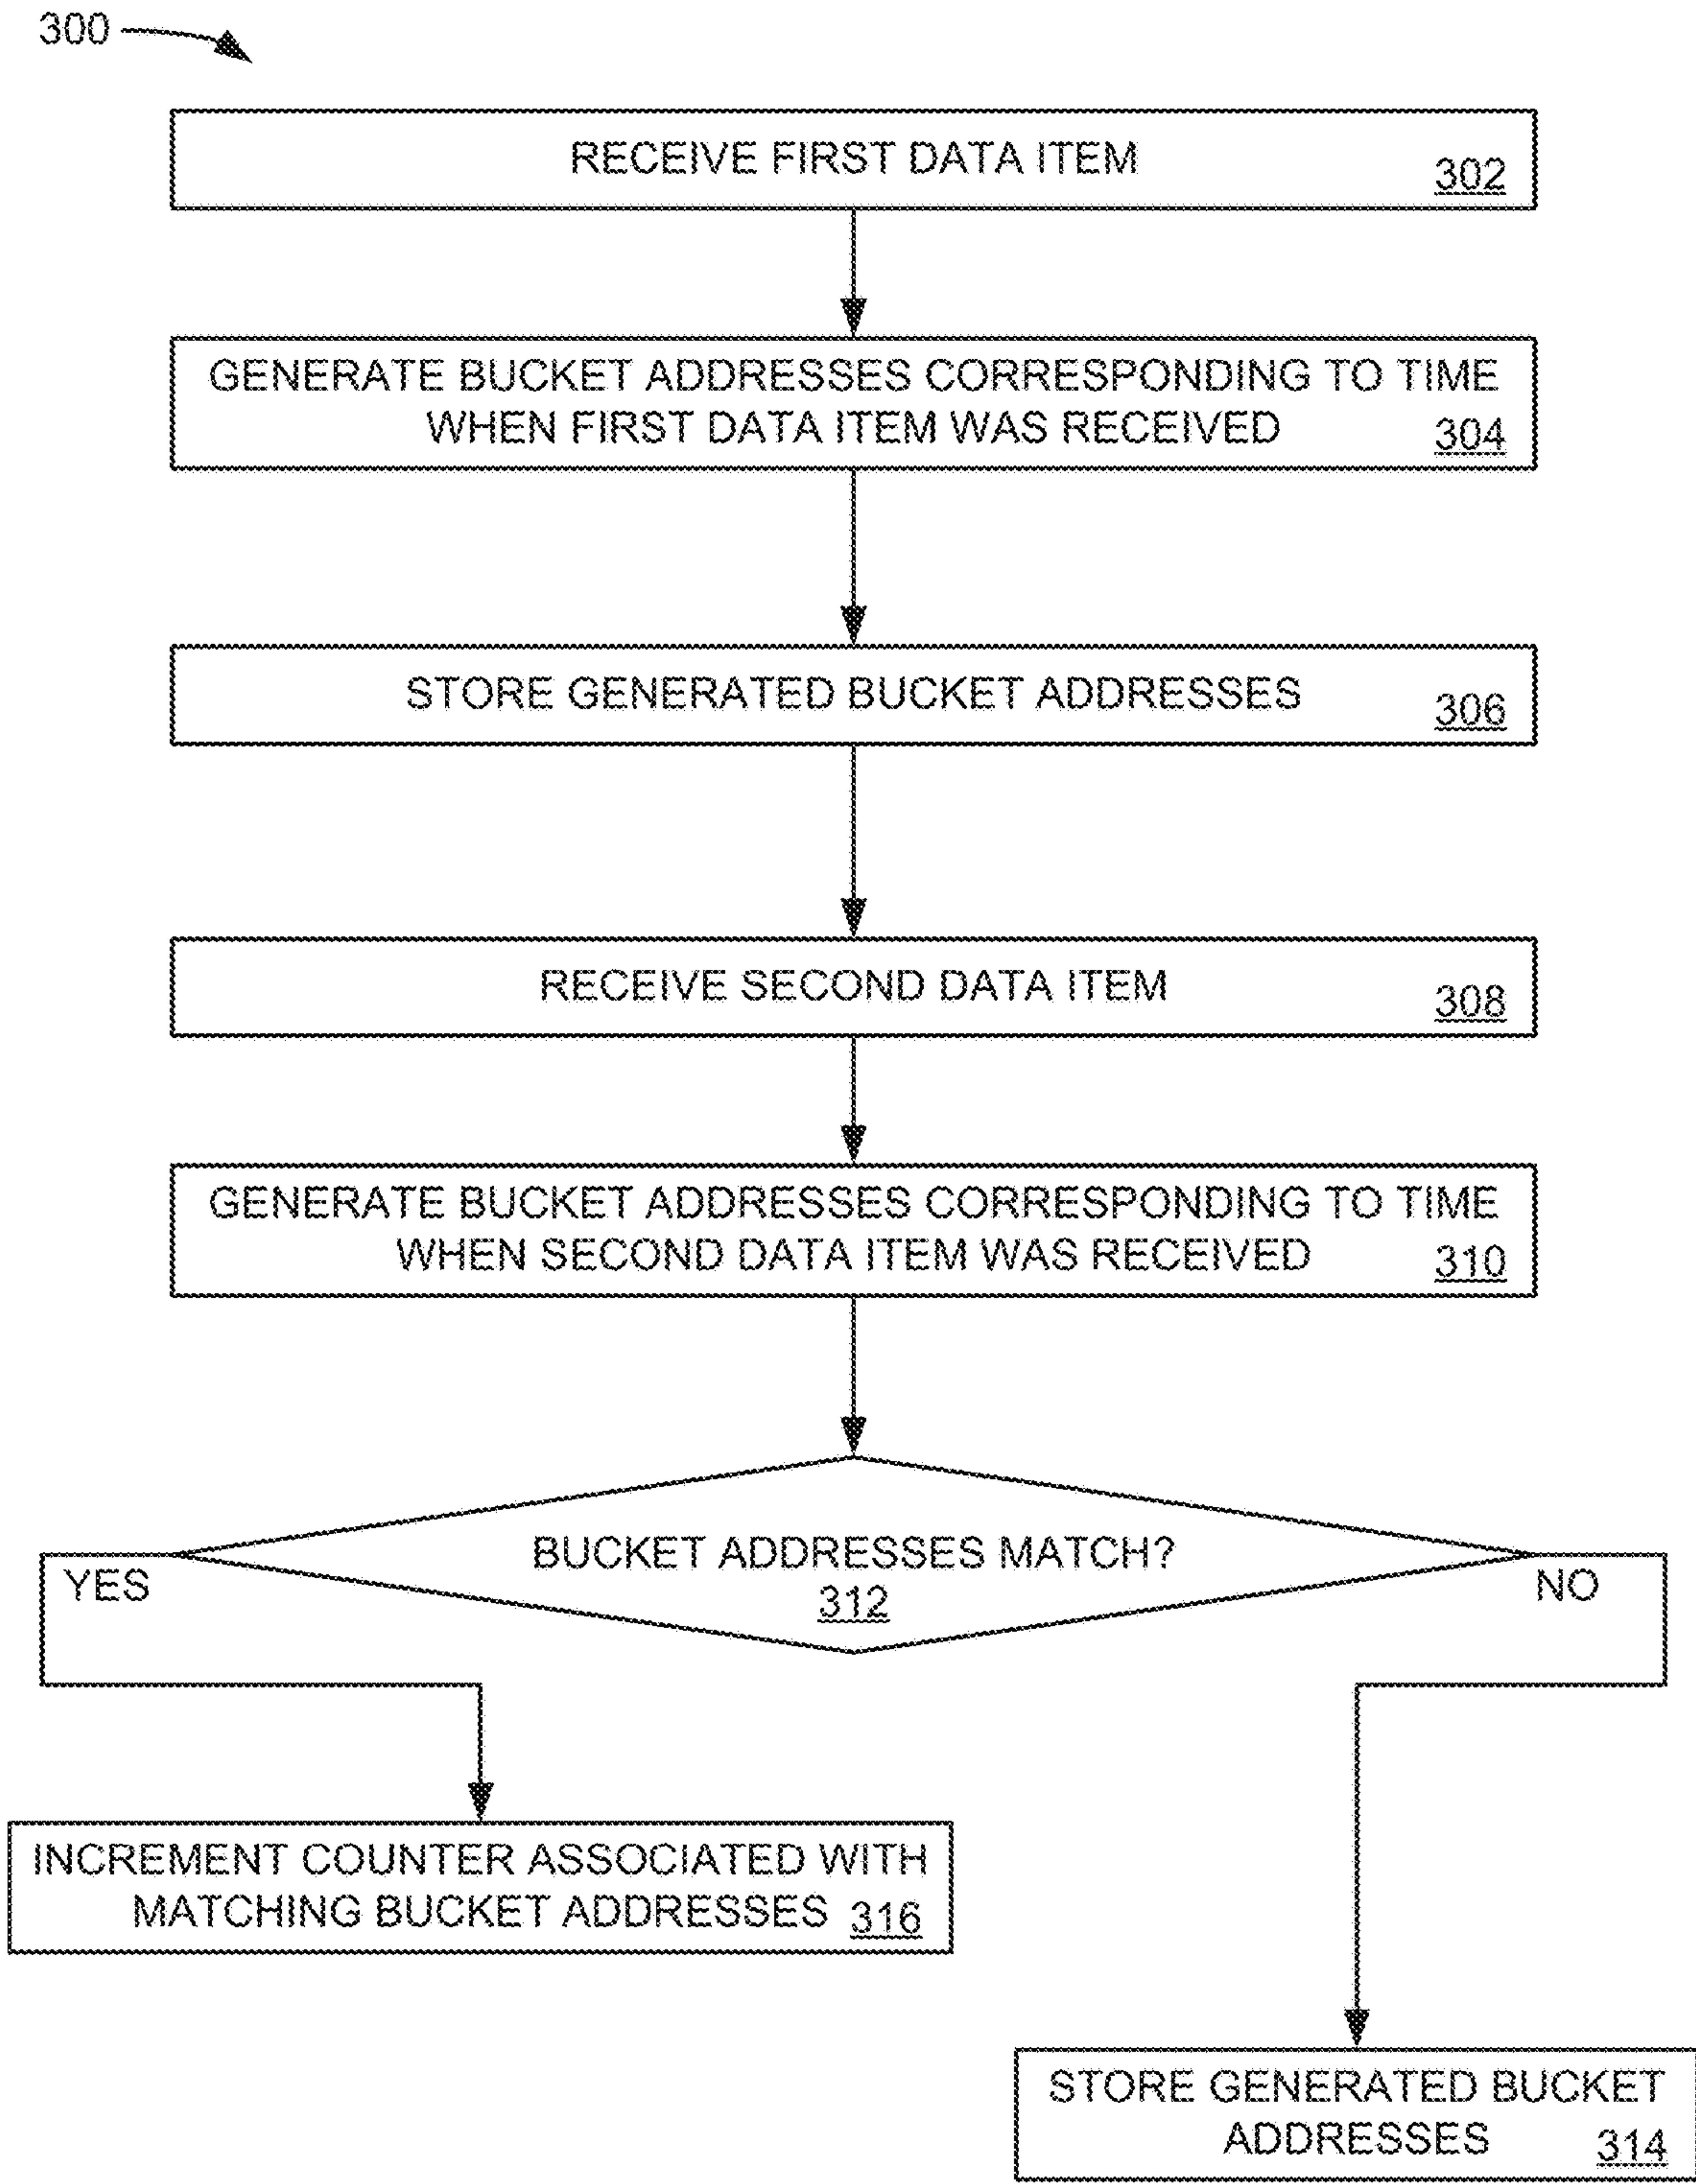 300
RECEIVE FIRST DATA ITEM
302
GENERATE BUCKET ADDRESSES CORRESPONDING TO TIME
WHEN FIRST DATA ITEM WAS RECEIVED
304
STORE GENERATED BUCKET ADDRESSES
306
RECEIVE SECOND DATA ITEM
308
GENERATE BUCKET ADDRESSES CORRESPONDING TO TIME
WHEN SECOND DATA ITEM WAS RECEIVED
310
BUCKET ADDRESSES MATCH?
312
YES
NO
INCREMENT COUNTER ASSOCIATED WITH
MATCHING BUCKET ADDRESSES 316
STORE GENERATED BUCKET
ADDRESSES 314